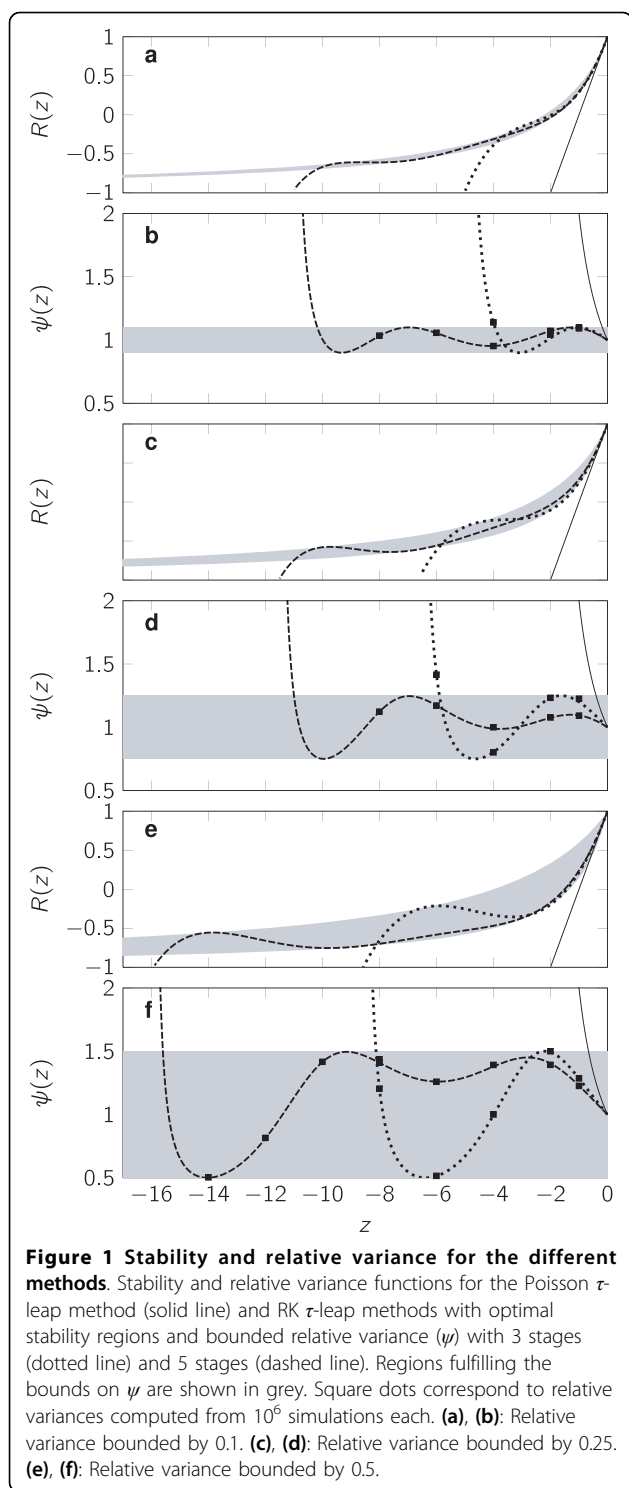 1
a
0.5
0
−0.5
−1
R(z)
2
b
1.5
1
0.5
ψ(z)
c
R(z)
2
d
1.5
1
0.5
ψ(z)
1
e
0.5
0
−0.5
−1
R(z)
2
f
1.5
1
0.5
ψ(z)
−16 −14 −12 −10 −8 −6 −4 −2 0
z
Figure 1 Stability and relative variance for the different
methods. Stability and relative variance functions for the Poisson τ-
leap method (solid line) and RK τ-leap methods with optimal
stability regions and bounded relative variance (ψ) with 3 stages
(dotted line) and 5 stages (dashed line). Regions fulfilling the
bounds on ψ are shown in grey. Square dots correspond to relative
variances computed from 10⁶ simulations each. (a), (b): Relative
variance bounded by 0.1. (c), (d): Relative variance bounded by 0.25.
(e), (f): Relative variance bounded by 0.5.